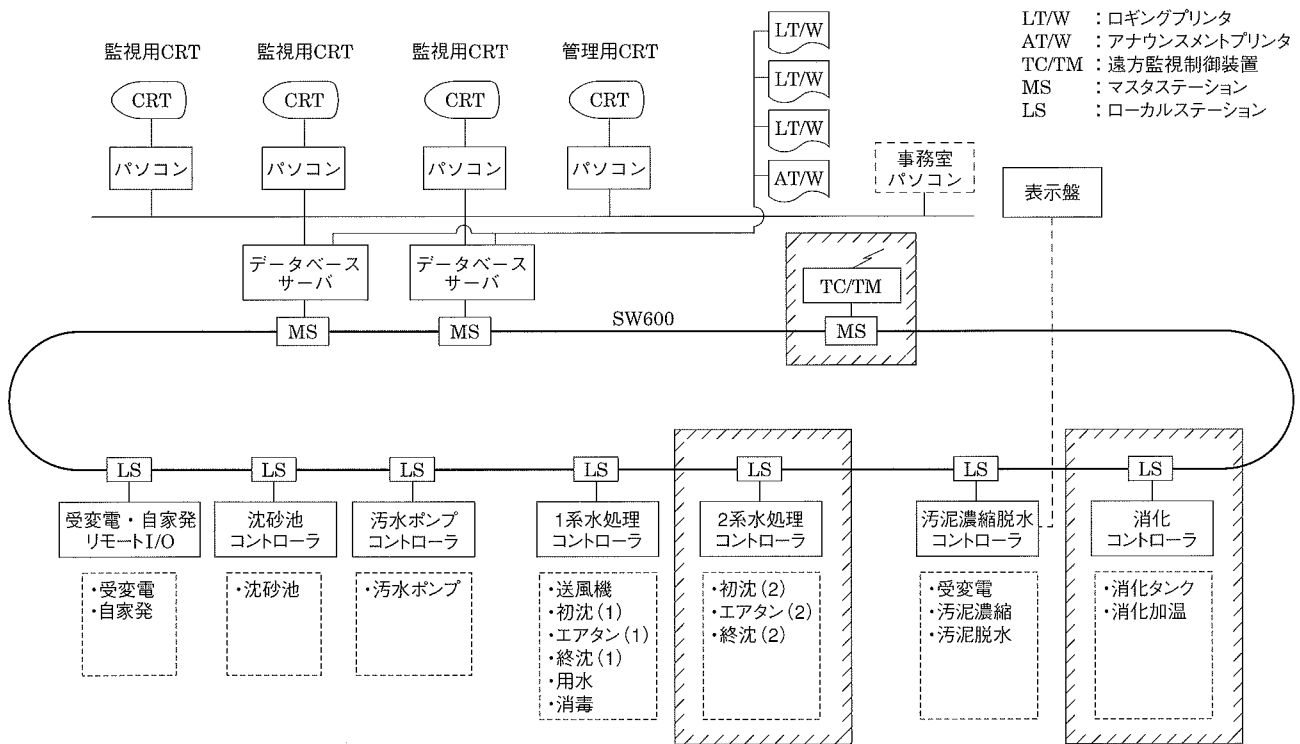 監視用CRT
監視用CRT
監視用CRT
管理用CRT
CRT
CRT
CRT
CRT
パソコン
パソコン
パソコン
パソコン
LT/W
LT/W
LT/W
AT/W
LT/W :ロギングプリンタ
AT/W :アナウンスメントプリンタ
TC/TM :遠方監視制御装置
MS :マスタステーション
LS :ローカルステーション
事務室
パソコン
表示盤
データベース
サーバ
データベース
サーバ
TC/TM
MS
MS
SW600
MS
LS
LS
LS
LS
LS
LS
LS
受変電・自家発
リモートI/O
沈砂池
コントローラ
汚水ポンプ
コントローラ
1系水処理
コントローラ
2系水処理
コントローラ
汚泥濃縮脱水
コントローラ
消化
コントローラ
・受変電
・自家発
・沈砂池
・汚水ポンプ
・送風機
・初沈(1)
・エアタン(1)
・終沈(1)
・用水
・消毒
・初沈(2)
・エアタン(2)
・終沈(2)
・受変電
・汚泥濃縮
・汚泥脱水
・消化タンク
・消化加温